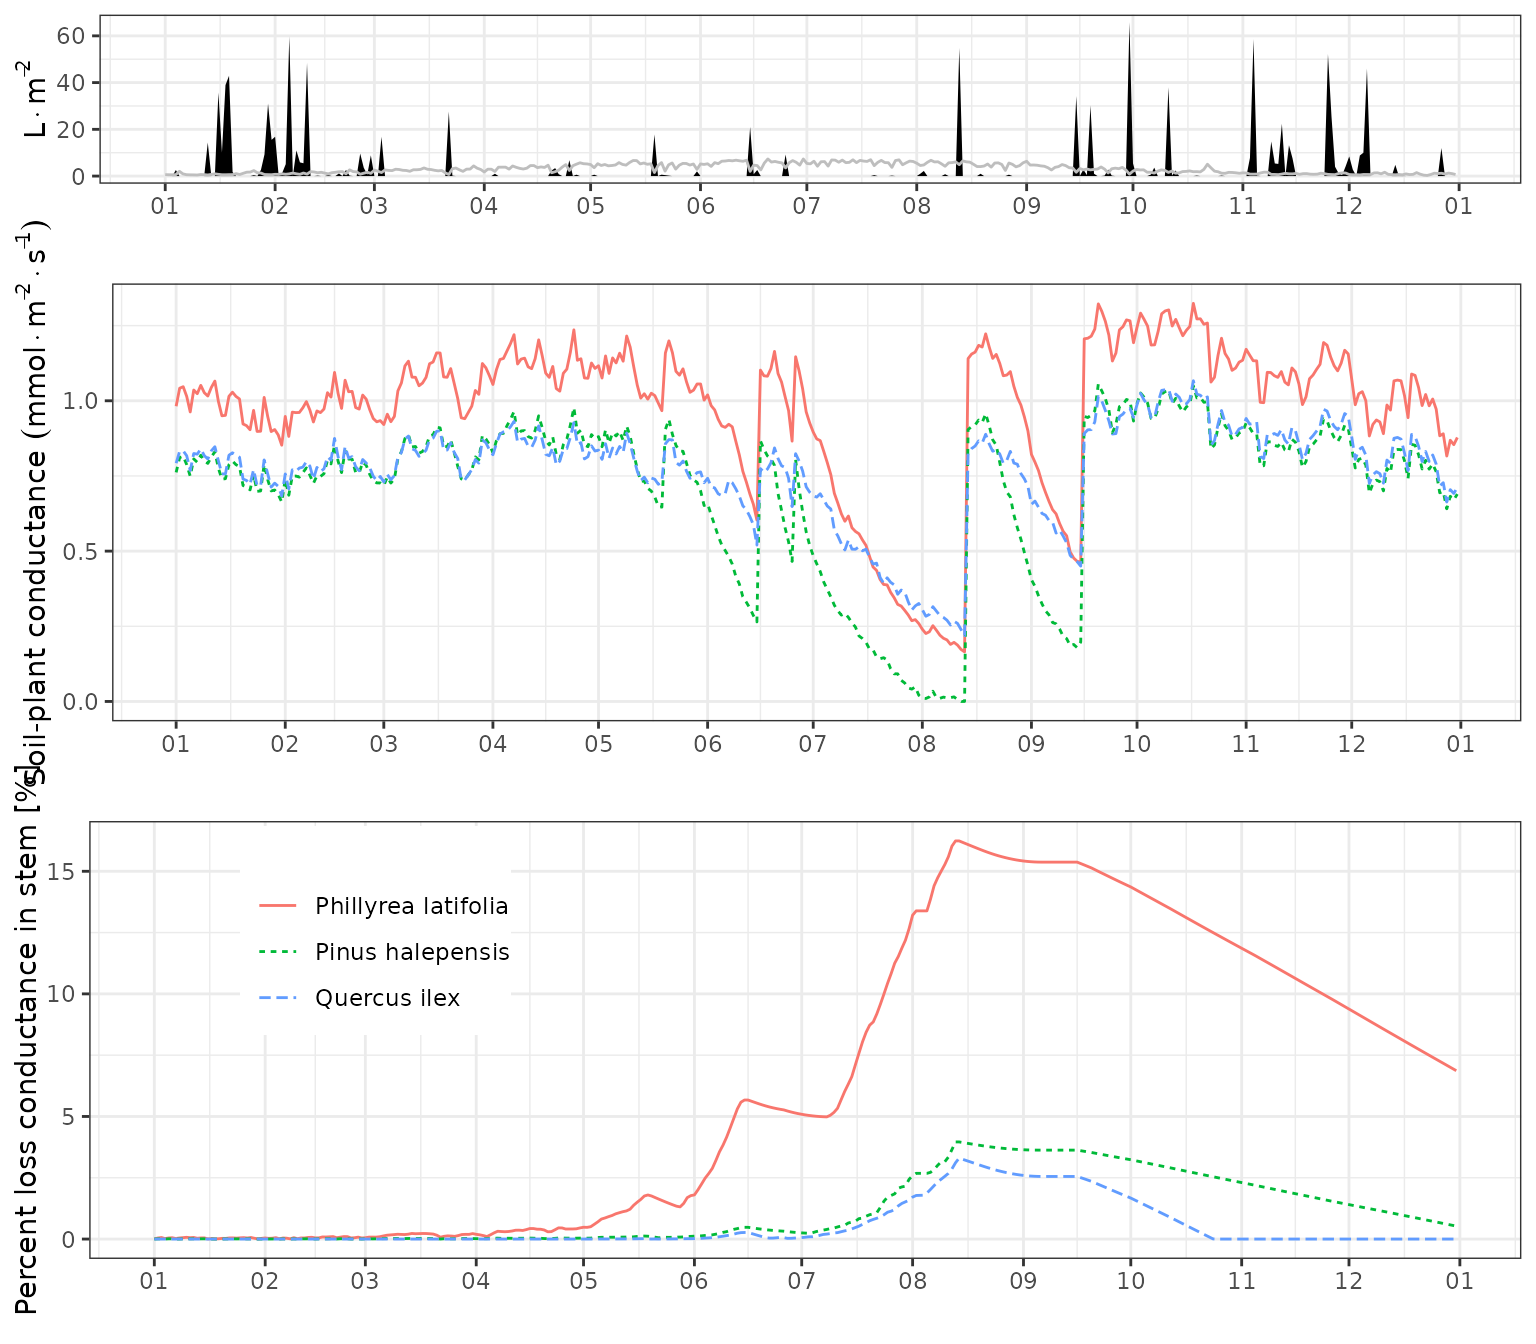 L·m⁻²
60
40
20
0
01 02 03 04 05 06 07 08 09 10 11 12 01
Soil-plant conductance (mmol·m⁻²·s⁻¹)
1.0
0.5
0.0
01 02 03 04 05 06 07 08 09 10 11 12 01
Percent loss conductance in stem [%]
15
10
5
0
Phillyrea latifolia
Pinus halepensis
Quercus ilex
01 02 03 04 05 06 07 08 09 10 11 12 01